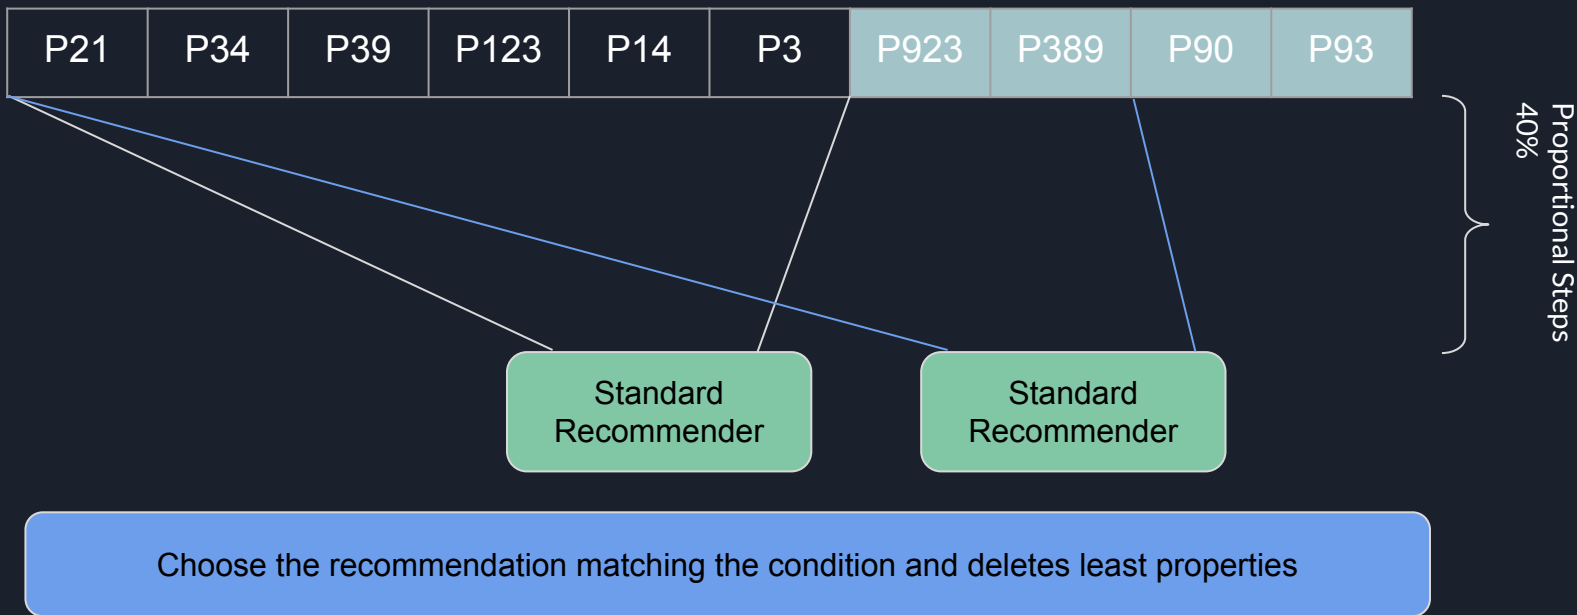 P21 P34 P39 P123 P14 P3 P923 P389 P90 P93
Proportional Steps
40%
Standard
Recommender
Standard
Recommender
Choose the recommendation matching the condition and deletes least properties